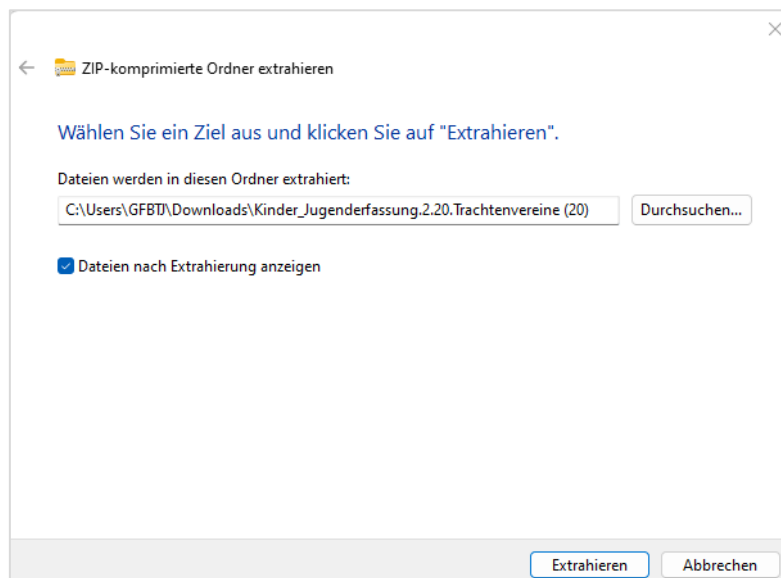 ZIP-komprimierte Ordner extrahieren
Wählen Sie ein Ziel aus und klicken Sie auf "Extrahieren".
Dateien werden in diesen Ordner extrahiert:
C:\Users\GFBTJ\Downloads\Kinder_Jugenderfassung.2.20.Trachtenvereine (20)
Durchsuchen...
Dateien nach Extrahierung anzeigen
Extrahieren
Abbrechen